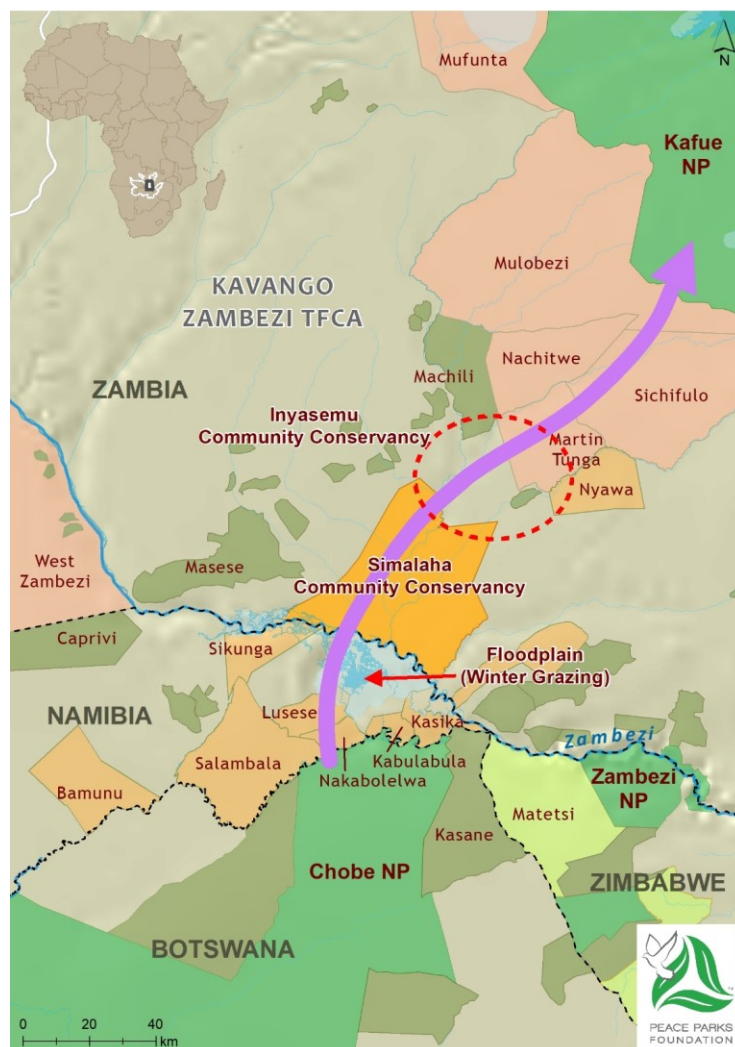 Mufunta
N
Kafue
NP
Mulobezi
KAVANGO
ZAMBEZI TFCA
Nachitwe
Machili
ZAMBIA
Sichifulo
Inyasemu
Community Conservancy
Martin
Tunga
Nyawa
West
Zambezi
Masese
Simalaha
Community Conservancy
Caprivi
Sikunga
Floodplain
(Winter Grazing)
NAMIBIA
Lusese
Kasika
Zambezi
Salambala
Kabulabula
Nakabolelwa
Bamunu
Zambezi
NP
Matetsi
Kasane
Chobe NP
ZIMBABWE
BOTSWANA
0 20 40
km
PEACE PARKS
FOUNDATION